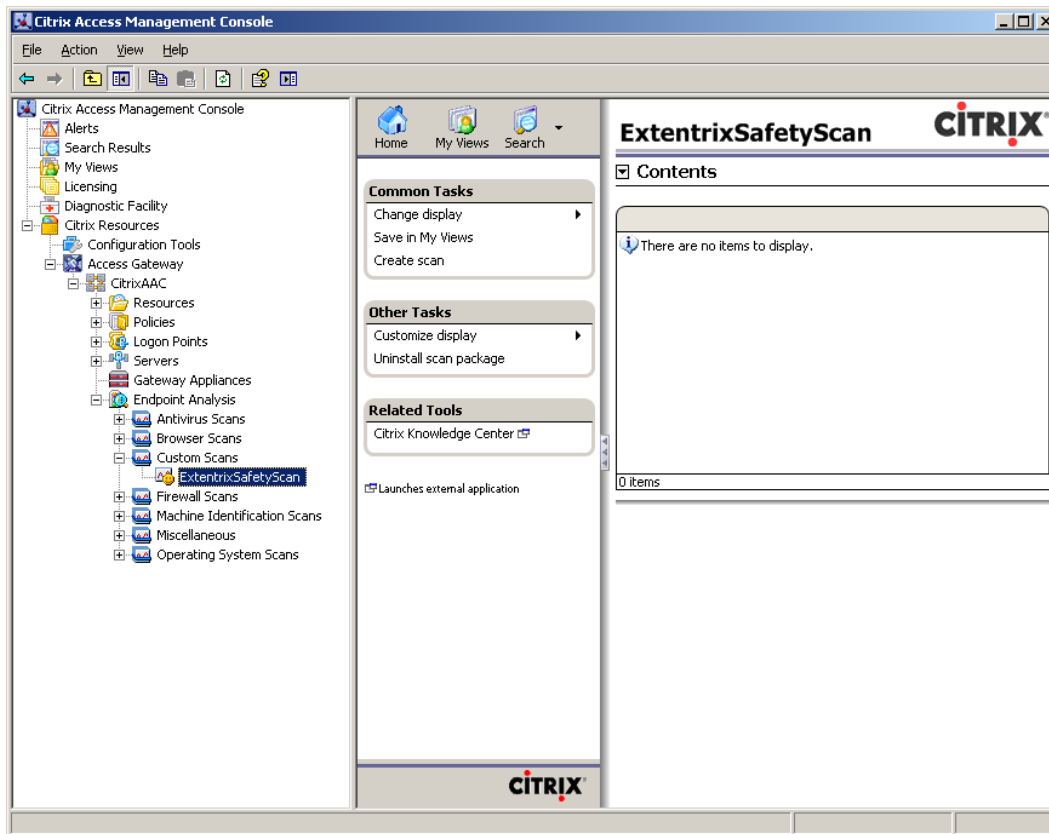 Citrix Access Management Console
File Action View Help
Citrix Access Management Console
Alerts
Search Results
My Views
Licensing
Diagnostic Facility
Citrix Resources
Configuration Tools
Access Gateway
CitrixAAC
Resources
Policies
Logon Points
Servers
Gateway Appliances
Endpoint Analysis
Antivirus Scans
Browser Scans
Custom Scans
ExtentrixSafetyScan
Firewall Scans
Machine Identification Scans
Miscellaneous
Operating System Scans
Home My Views Search
Common Tasks
Change display
Save in My Views
Create scan
Other Tasks
Customize display
Uninstall scan package
Related Tools
Citrix Knowledge Center
Launches external application
CITRIX
ExtentrixSafetyScan CITRIX
Contents
There are no items to display.
0 items